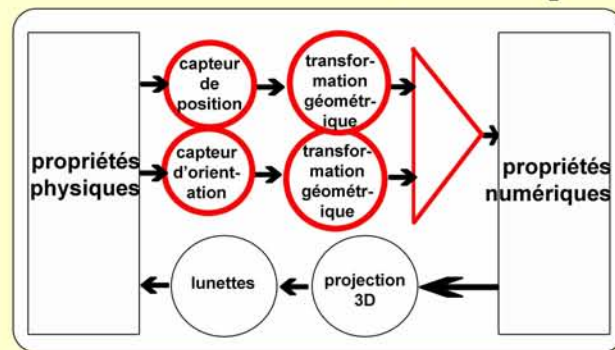 propriétés
physiques
capteur
de
position
transfor-
mation
géométr-
ique
capteur
d'orient-
ation
transfor-
mation
géométr-
ique
lunettes
projection
3D
propriétés
numériques